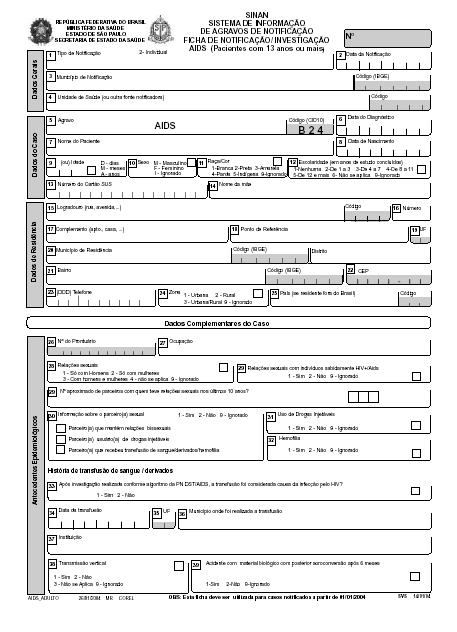 REPÚBLICA FEDERATIVA DO BRASIL
MINISTÉRIO DA SAÚDE
ESTADO DE SÃO PAULO
SECRETARIA DE ESTADO DA SAÚDE
SINAN
SISTEMA DE INFORMAÇÃO
DE AGRAVOS DE NOTIFICAÇÃO
FICHA DE NOTIFICAÇÃO/INVESTIGAÇÃO
AIDS (Pacientes com 13 anos ou mais)
Nº
Dados Gerais
1 Tipo de Notificação 2- Individual
2 Data da Notificação
3 Município de Notificação Código (IBGE)
4 Unidade de Saúde (ou outra fonte notificadora) Código
Dados do Caso
5 Agravo AIDS Código (CID10) B 2 4
6 Data do Diagnóstico
7 Nome do Paciente
8 Data de Nascimento
9 (ou) Idade D - dias M - meses A - anos
10 Sexo M - Masculino F - Feminino I - Ignorado
11 Raça/Cor 1-Branca 2-Preta 3-Amarela 4-Parda 5-Indígena 9-Ignorado
12 Escolaridade (em anos de estudo concluídos)
1-Nenhuma 2-De 1 a 3 3-De 4 a 7 4-De 8 a 11
5-De 12 e mais 6- Não se aplica 9-Ignorado
13 Número do Cartão SUS
14 Nome da mãe
Dados de Residência
15 Logradouro (rua, avenida,...) Código
16 Número
17 Complemento (apto., casa, ...)
18 Ponto de Referência
19 UF
20 Município de Residência Código (IBGE) Distrito
21 Bairro Código (IBGE)
22 CEP
23 (DDD) Telefone
24 Zona 1 - Urbana 2 - Rural
3 - Urbana/Rural 9 - Ignorado
25 País (se residente fora do Brasil) Código
Dados Complementares do Caso
Antecedentes Epidemiológicos
26 Nº do Prontuário
27 Ocupação
28 Relações sexuais
1 - Só com Homens 2 - Só com mulheres
3 - Com homens e mulheres 4 - não se aplica 9 - Ignorado
29 Relações sexuais com indivíduos sabidamente HIV+/Aids
1 - Sim 2 - Não 9 - Ignorado
29 Nº aproximado de parceiros com quem teve relações sexuais nos últimos 10 anos?
30 Informação sobre o parceiro(a) sexual 1 - Sim 2 - Não 9 - Ignorado
Parceiro(a) que mantém relações bissexuais
Parceiro(a) usuário(a) de drogas injetáveis
Parceiro(a) que recebeu transfusão de sangue/derivados/hemofílico
31 Uso de Drogas Injetáveis
1 - Sim 2 - Não 9 - Ignorado
32 Hemofilia
1 - Sim 2 - Não 9 - Ignorado
História de transfusão de sangue / derivados
33 Após investigação realizada conforme algoritmo da PN DST/AIDS, a transfusão foi considerada causa da infecção pelo HIV?
1 - Sim 2 - Não
34 Data da transfusão
35 UF
36 Município onde foi realizada a transfusão
37 Instituição
38 Transmissão vertical
1 - Sim 2 - Não
3 - Não se Aplica 9 - Ignorado
39 Acidente com material biológico com posterior soroconversão após 6 meses
1-Sim 2-Não 9-Ignorado
AIDS_ADULTO 26/01/2004 MR COREL OBS: Esta ficha deve ser utilizada para casos notificados a partir de 01/01/2004 SVS